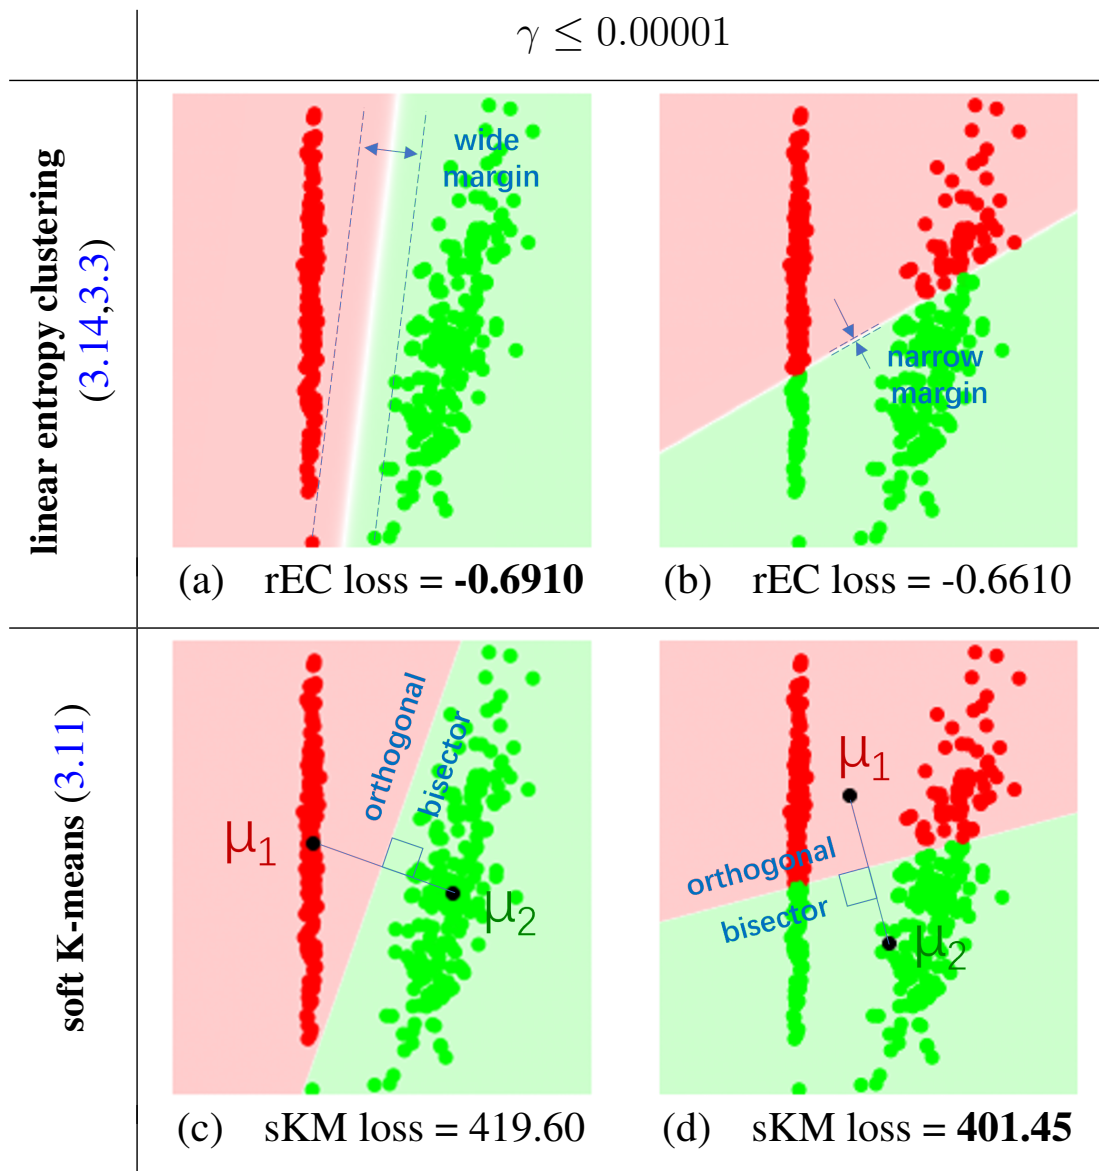 γ ≤ 0.00001
linear entropy clustering
(3.14,3.3)
wide
margin
narrow
margin
(a) rEC loss = -0.6910
(b) rEC loss = -0.6610
soft K-means (3.11)
orthogonal
bisector
μ1
μ2
μ1
orthogonal
bisector
μ2
(c) sKM loss = 419.60
(d) sKM loss = 401.45